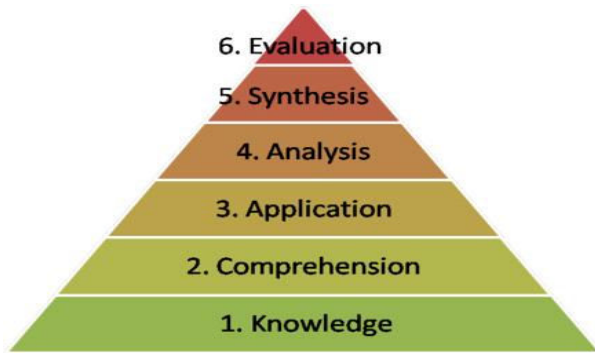 6. Evaluation
5. Synthesis
4. Analysis
3. Application
2. Comprehension
1. Knowledge